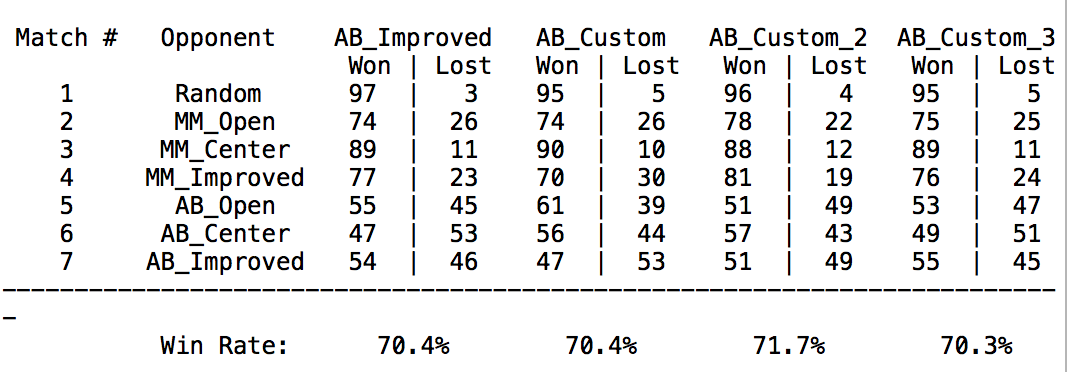 Match #   Opponent    AB_Improved   AB_Custom   AB_Custom_2  AB_Custom_3
                      Won | Lost   Won | Lost   Won | Lost   Won | Lost
1   Random   97 | 3   95 | 5   96 | 4   95 | 5
2   MM_Open   74 | 26   74 | 26   78 | 22   75 | 25
3   MM_Center   89 | 11   90 | 10   88 | 12   89 | 11
4   MM_Improved   77 | 23   70 | 30   81 | 19   76 | 24
5   AB_Open   55 | 45   61 | 39   51 | 49   53 | 47
6   AB_Center   47 | 53   56 | 44   57 | 43   49 | 51
7   AB_Improved   54 | 46   47 | 53   51 | 49   55 | 45
--------------------------------------------------------------------------
-
Win Rate:   70.4%   70.4%   71.7%   70.3%